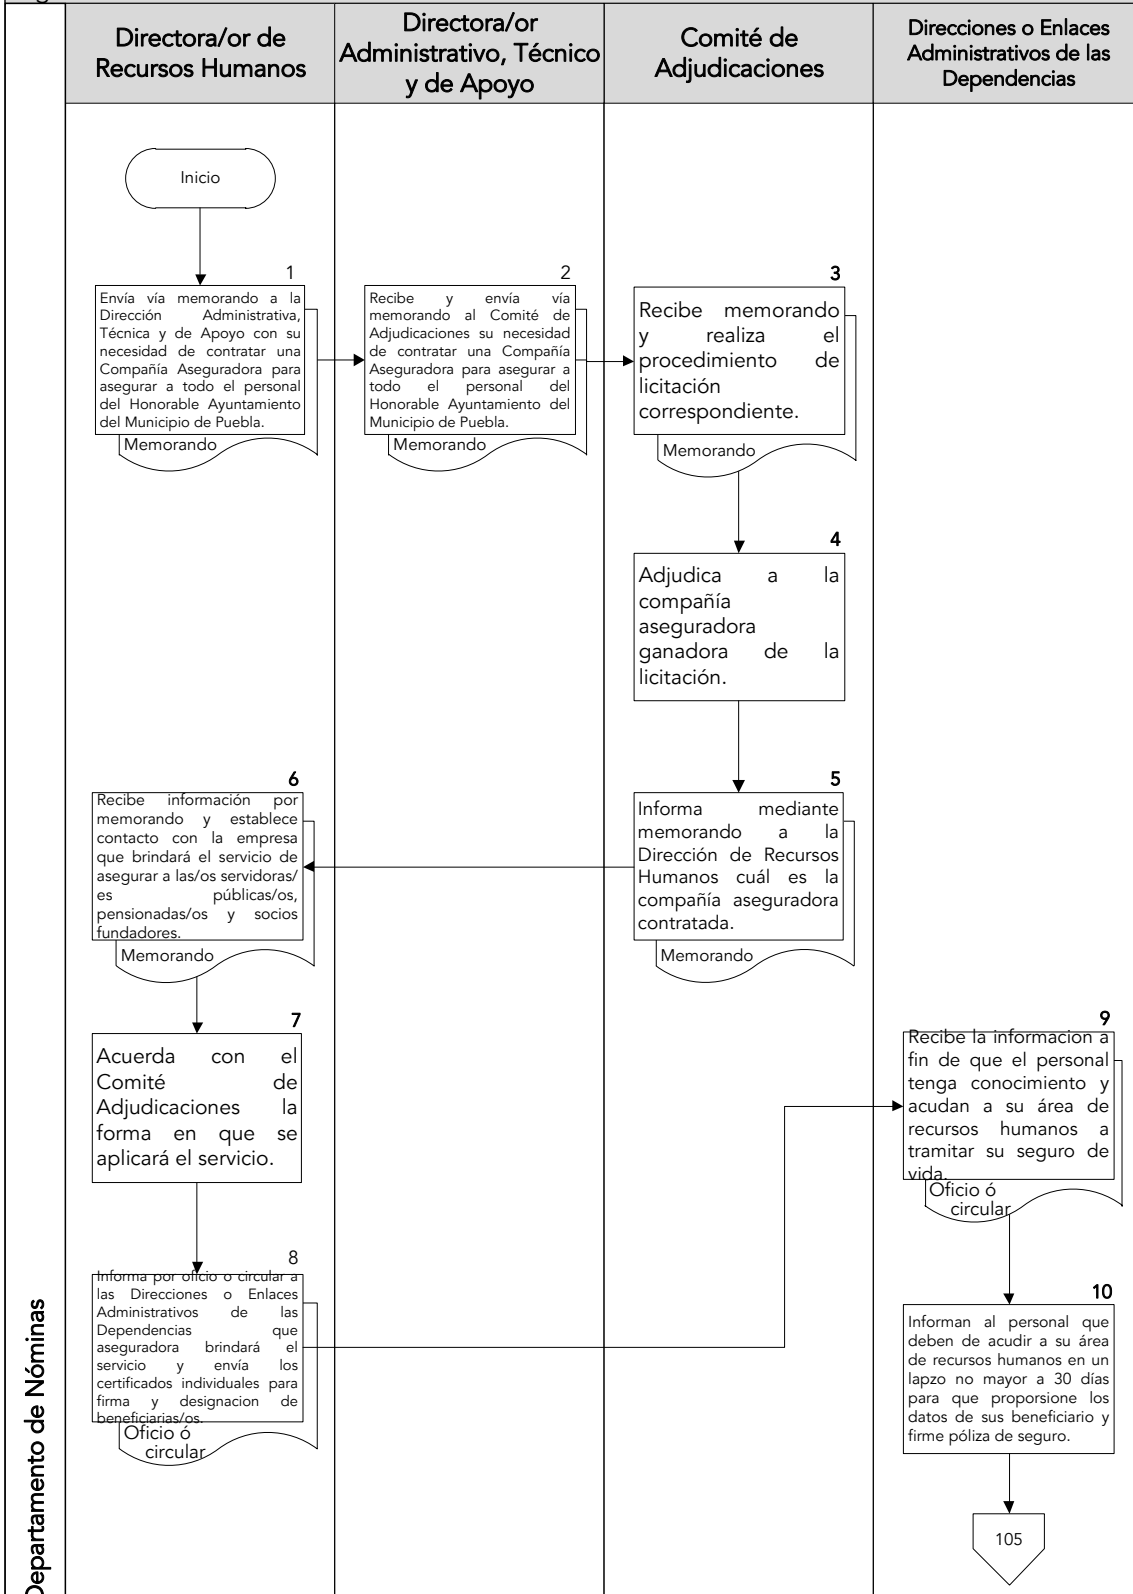 Directora/or de
Recursos Humanos
Directora/or
Administrativo, Técnico
y de Apoyo
Comité de
Adjudicaciones
Direcciones o Enlaces
Administrativos de las
Dependencias
Inicio
1
Envía vía memorando a la
Dirección Administrativa,
Técnica y de Apoyo con su
necesidad de contratar una
Compañía Aseguradora para
asegurar a todo el personal
del Honorable Ayuntamiento
del Municipio de Puebla.
Memorando
2
Recibe y envía vía
memorando al Comité de
Adjudicaciones su necesidad
de contratar una Compañía
Aseguradora para asegurar a
todo el personal del
Honorable Ayuntamiento del
Municipio de Puebla.
Memorando
3
Recibe memorando
y realiza el
procedimiento de
licitación
correspondiente.
Memorando
4
Adjudica a la
compañía
aseguradora
ganadora de la
licitación.
5
Informa mediante
memorando a la
Dirección de Recursos
Humanos cuál es la
compañía aseguradora
contratada.
Memorando
6
Recibe información por
memorando y establece
contacto con la empresa
que brindará el servicio de
asegurar a las/os servidoras/
es públicas/os,
pensionadas/os y socios
fundadores.
Memorando
7
Acuerda con el
Comité de
Adjudicaciones la
forma en que se
aplicará el servicio.
8
Informa por oficio o circular a
las Direcciones o Enlaces
Administrativos de las
Dependencias que
aseguradora brindará el
servicio y envía los
certificados individuales para
firma y designacion de
beneficiarias/os.
Oficio ó
circular
9
Recibe la informacion a
fin de que el personal
tenga conocimiento y
acudan a su área de
recursos humanos a
tramitar su seguro de
vida.
Oficio ó
circular
10
Informan al personal que
deben de acudir a su área
de recursos humanos en un
lapzo no mayor a 30 días
para que proporsione los
datos de sus beneficiario y
firme póliza de seguro.
105
Departamento de Nóminas